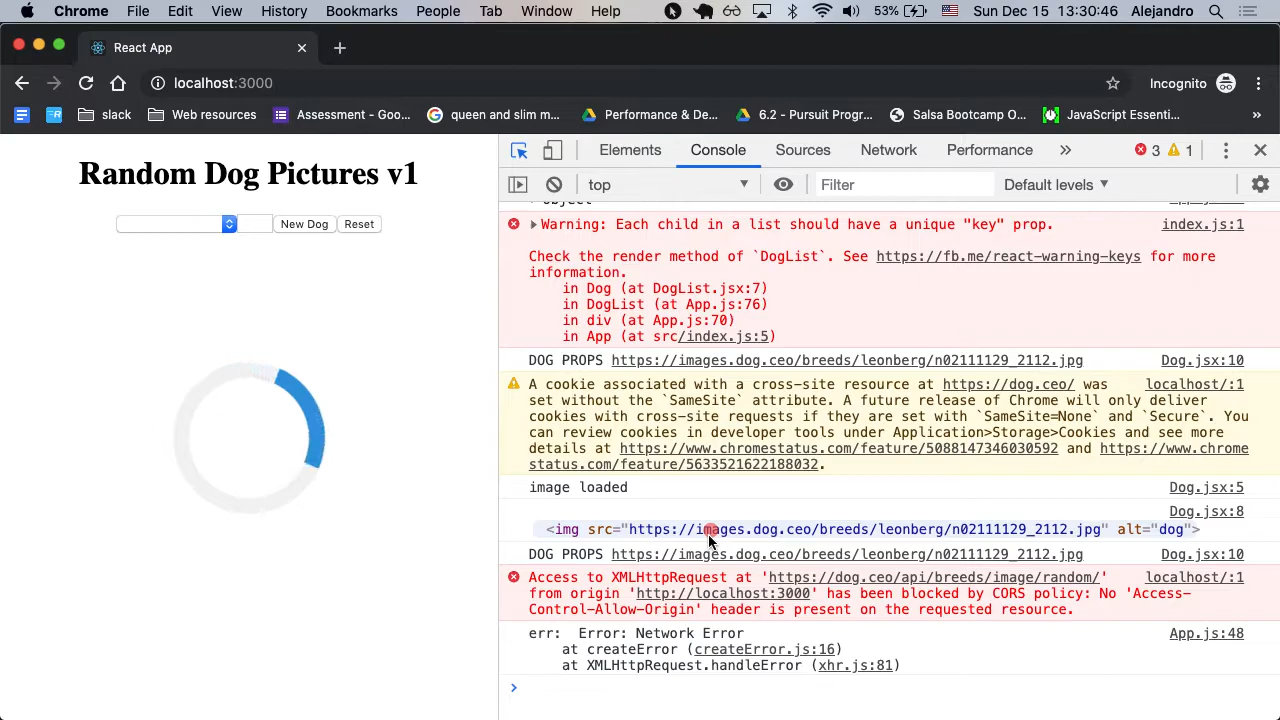 Chrome File Edit View History Bookmarks People Tab Window Help 53% Sun Dec 15 13:30:46 Alejandro
React App
localhost:3000 Incognito
slack Web resources Assessment - Goo... queen and slim m... Performance & De... 6.2 - Pursuit Progr... Salsa Bootcamp O... JavaScript Essenti... »
Random Dog Pictures v1
New Dog Reset
Elements Console Sources Network Performance » 3 1
top Filter Default levels
Warning: Each child in a list should have a unique "key" prop. index.js:1
Check the render method of `DogList`. See https://fb.me/react-warning-keys for more
information.
in Dog (at DogList.jsx:7)
in DogList (at App.js:76)
in div (at App.js:70)
in App (at src/index.js:5)
DOG PROPS https://images.dog.ceo/breeds/leonberg/n02111129_2112.jpg Dog.jsx:10
A cookie associated with a cross-site resource at https://dog.ceo/ was localhost/:1
set without the `SameSite` attribute. A future release of Chrome will only deliver
cookies with cross-site requests if they are set with `SameSite=None` and `Secure`. You
can review cookies in developer tools under Application>Storage>Cookies and see more
details at https://www.chromestatus.com/feature/5088147346030592 and https://www.chrome
status.com/feature/5633521622188032.
image loaded Dog.jsx:5
Dog.jsx:8
<img src="https://images.dog.ceo/breeds/leonberg/n02111129_2112.jpg" alt="dog">
DOG PROPS https://images.dog.ceo/breeds/leonberg/n02111129_2112.jpg Dog.jsx:10
Access to XMLHttpRequest at 'https://dog.ceo/api/breeds/image/random/' localhost/:1
from origin 'http://localhost:3000' has been blocked by CORS policy: No 'Access-
Control-Allow-Origin' header is present on the requested resource.
err: Error: Network Error App.js:48
at createError (createError.js:16)
at XMLHttpRequest.handleError (xhr.js:81)